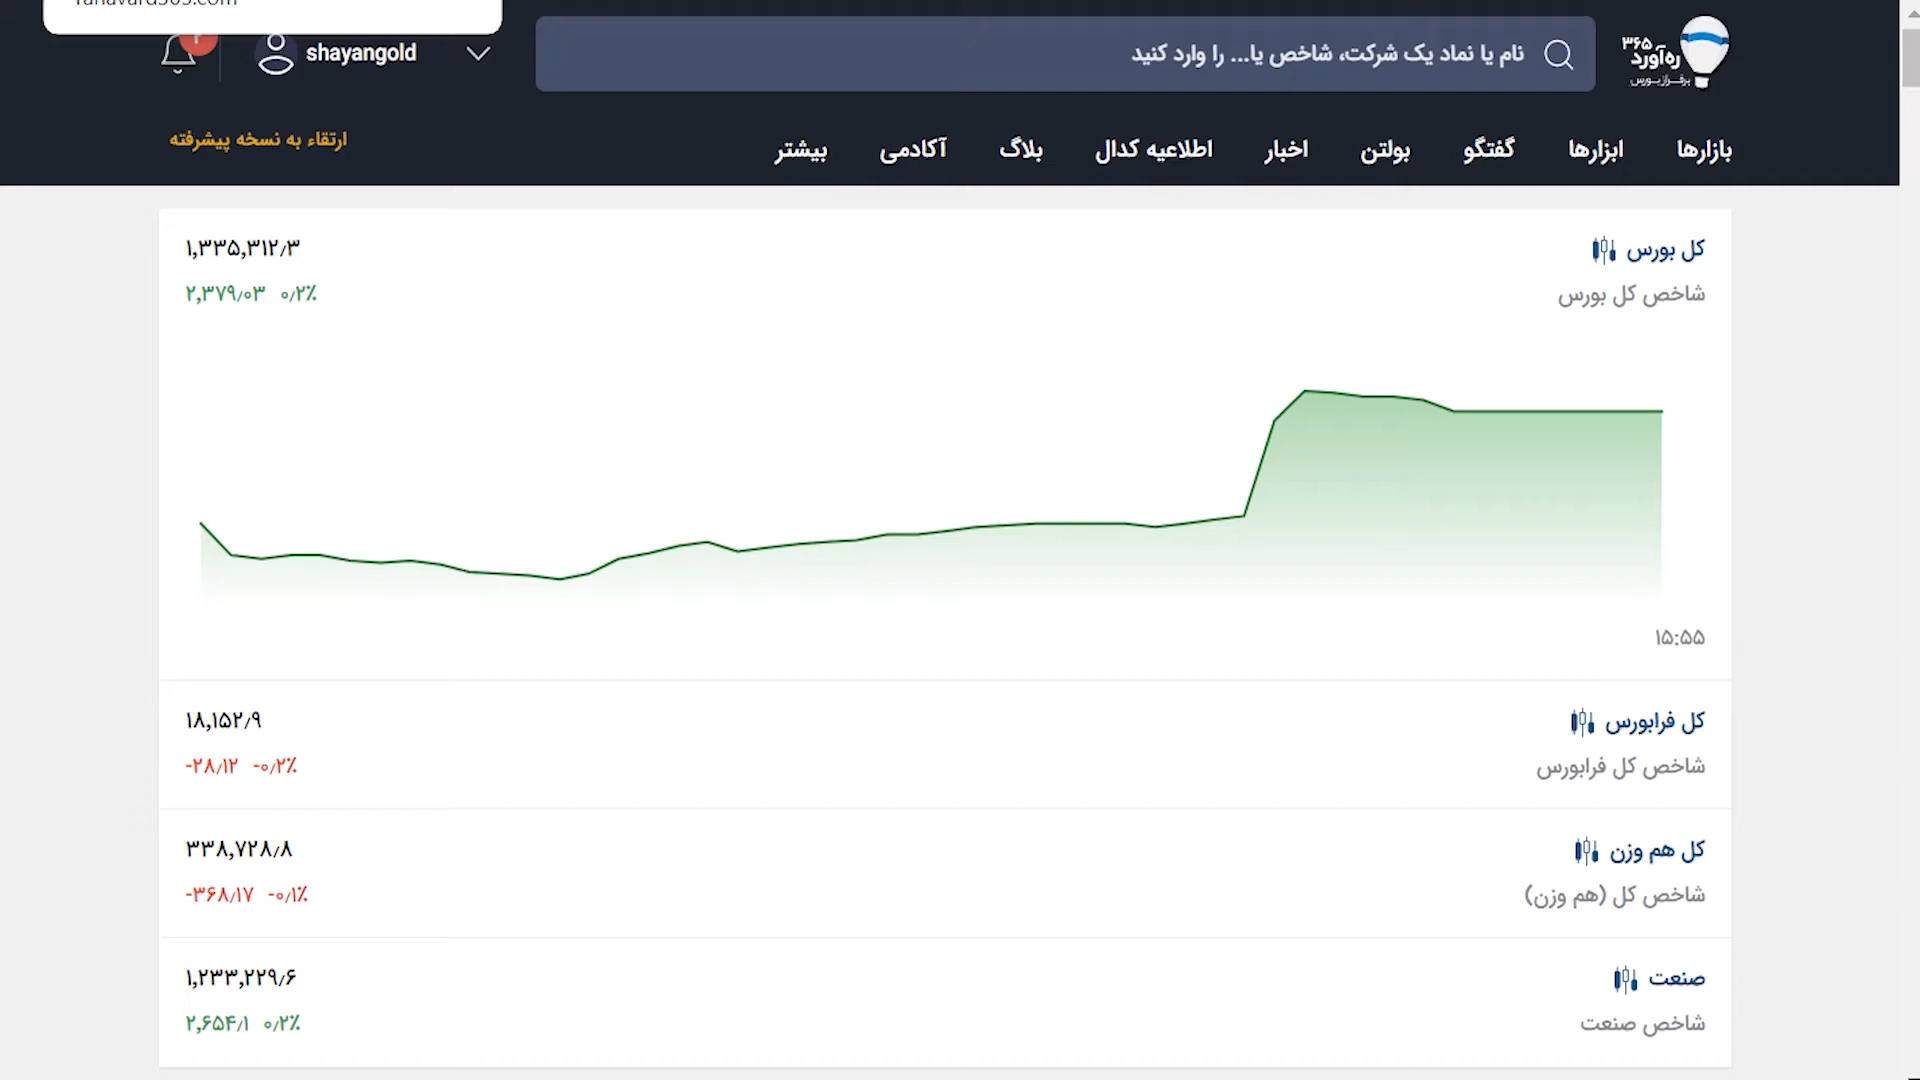 shayangold
نام یا نماد یک شرکت، شاخص یا... را وارد کنید
ره‌آورد ۳۶۵
برفراز بورس
بازارها ابزارها گفتگو بولتن اخبار اطلاعیه کدال بلاگ آکادمی بیشتر
ارتقاء به نسخه پیشرفته
کل بورس ۱,۳۳۵,۳۱۲/۳
شاخص کل بورس ۲,۳۷۹/۰۳ ۰/۲٪
۱۵:۵۵
کل فرابورس ۱۸,۱۵۲/۹
شاخص کل فرابورس -۲۸/۱۲ -۰/۲٪
کل هم وزن ۳۳۸,۷۲۸/۸
شاخص کل (هم وزن) -۳۶۸/۱۷ -۰/۱٪
صنعت ۱,۲۳۳,۲۲۹/۶
شاخص صنعت ۲,۶۵۴/۱ ۰/۲٪